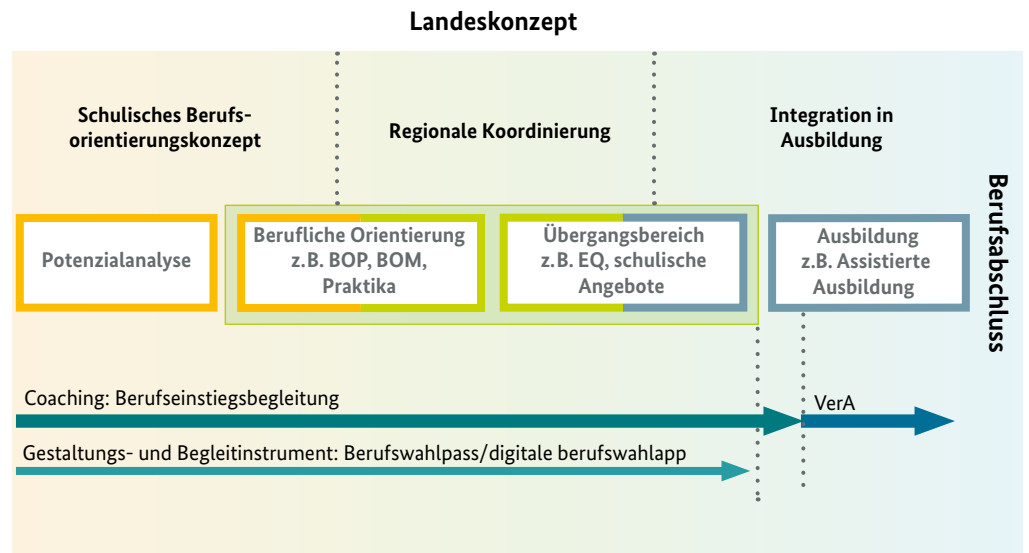 Landeskonzept
Schulisches Berufs-
orientierungskonzept
Regionale Koordinierung
Integration in
Ausbildung
Potenzialanalyse
Berufliche Orientierung
z.B. BOP, BOM,
Praktika
Übergangsbereich
z.B. EQ, schulische
Angebote
Ausbildung
z.B. Assistierte
Ausbildung
Berufsabschluss
Coaching: Berufseinstiegsbegleitung
VerA
Gestaltungs- und Begleitinstrument: Berufswahlpass/digitale berufswahlapp